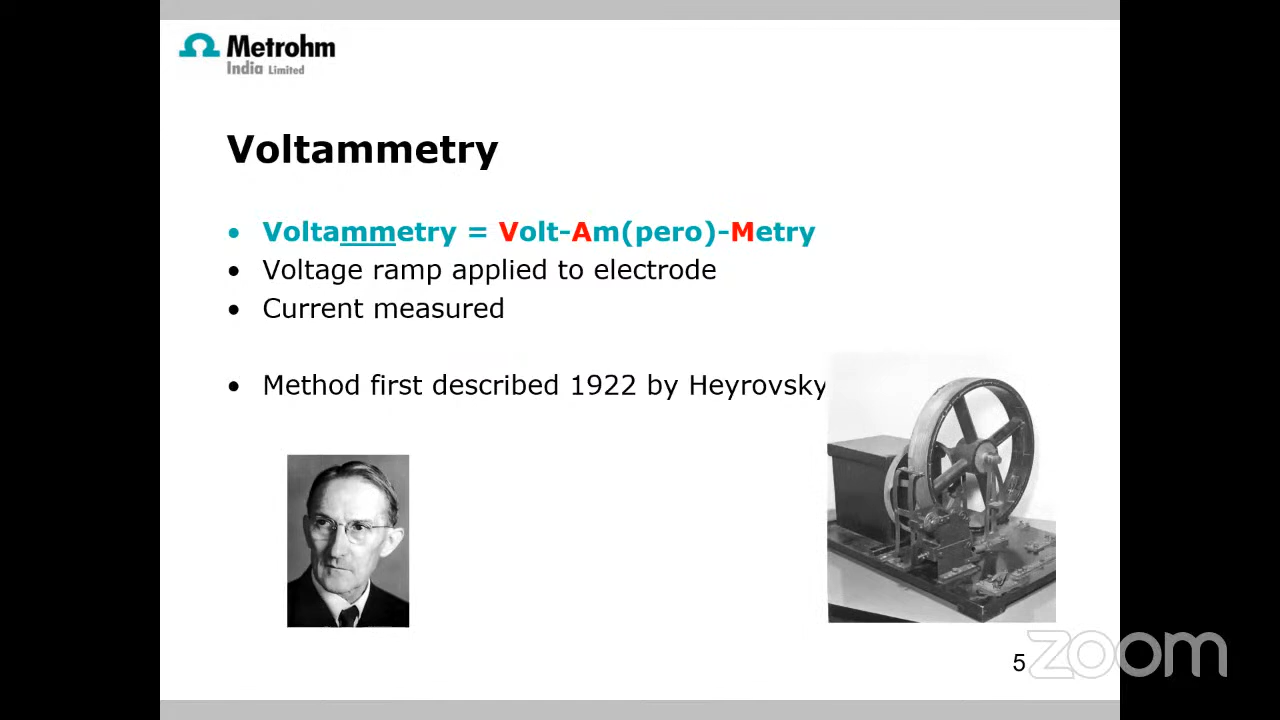 Metrohm
India Limited
Voltammetry
• Voltammetry = Volt-Am(pero)-Metry
• Voltage ramp applied to electrode
• Current measured
• Method first described 1922 by Heyrovsky
5
zoom